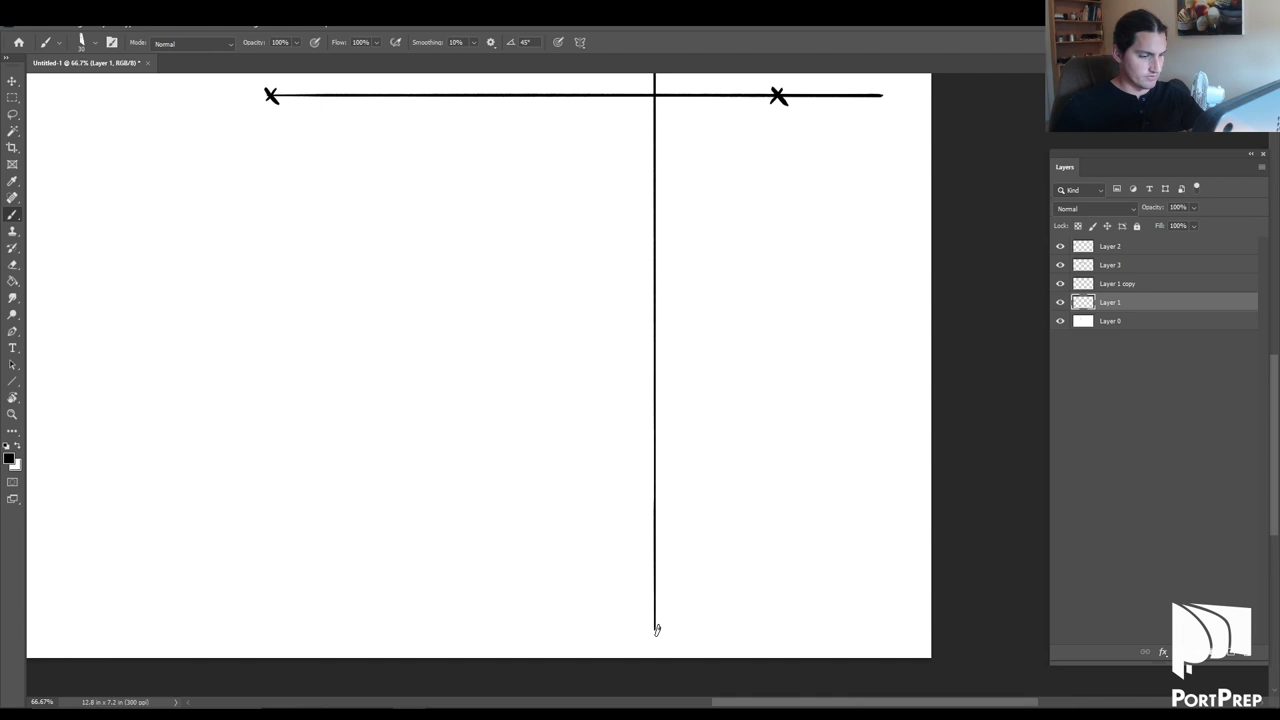 30
Mode: Normal
Opacity: 100%
Flow: 100%
Smoothing: 10%
45°
Untitled-1 @ 66.7% (Layer 1, RGB/8) *
Layers
Kind
Normal
Opacity: 100%
Lock:
Fill: 100%
Layer 2
Layer 3
Layer 1 copy
Layer 1
Layer 0
fx
66.67%
12.8 in x 7.2 in (300 ppi)
PORTPREP